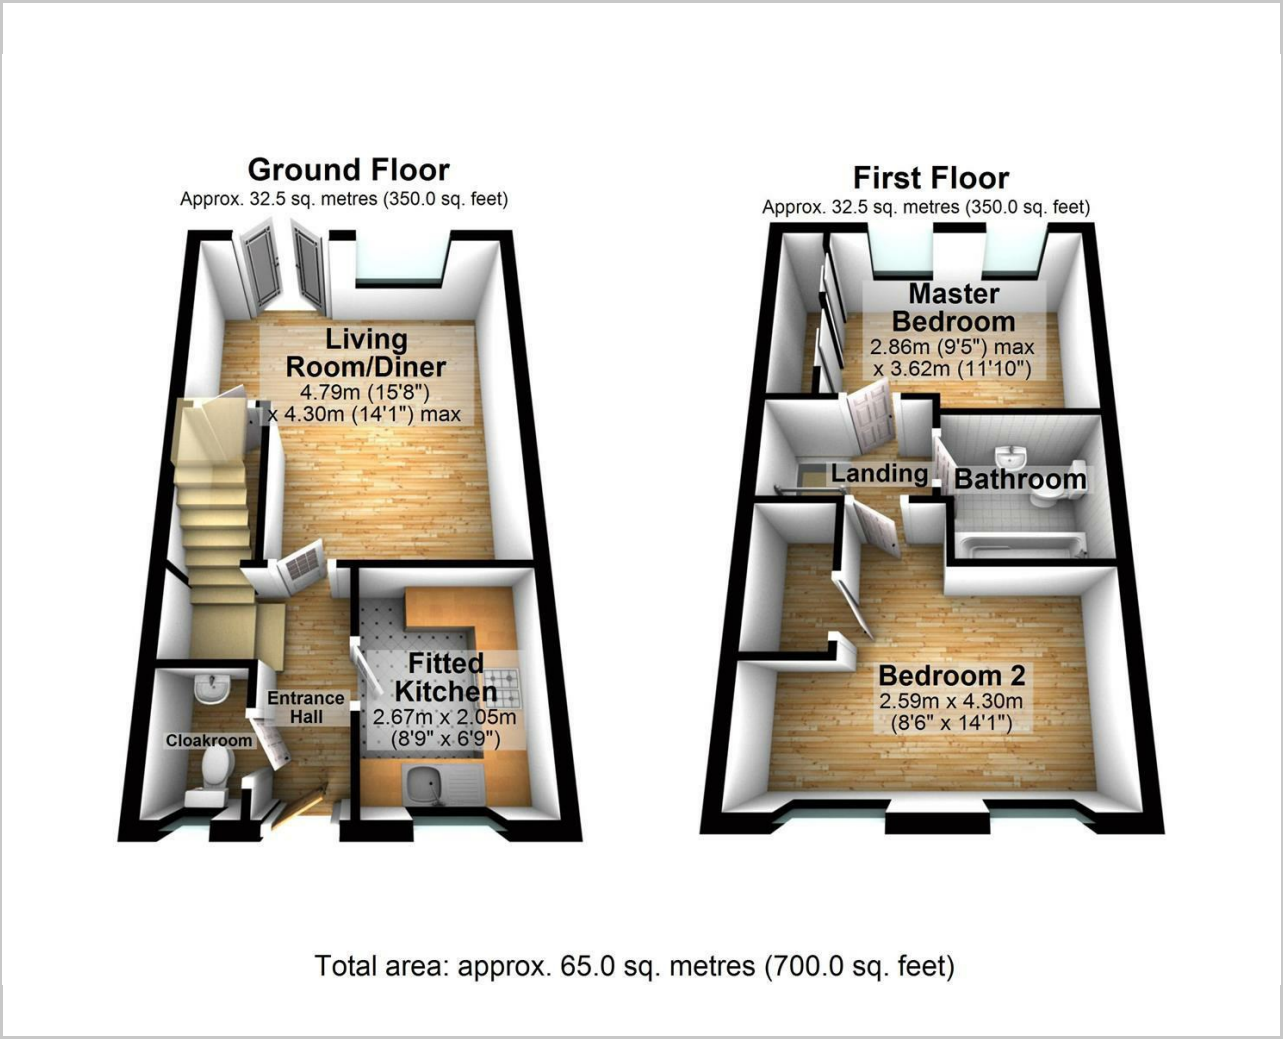 Ground Floor
Approx. 32.5 sq. metres (350.0 sq. feet)
Living
Room/Diner
4.79m (15'8")
x 4.30m (14'1") max
Fitted
Kitchen
2.67m x 2.05m
(8'9" x 6'9")
Entrance
Hall
Cloakroom
First Floor
Approx. 32.5 sq. metres (350.0 sq. feet)
Master
Bedroom
2.86m (9'5") max
x 3.62m (11'10")
Landing
Bathroom
Bedroom 2
2.59m x 4.30m
(8'6" x 14'1")
Total area: approx. 65.0 sq. metres (700.0 sq. feet)